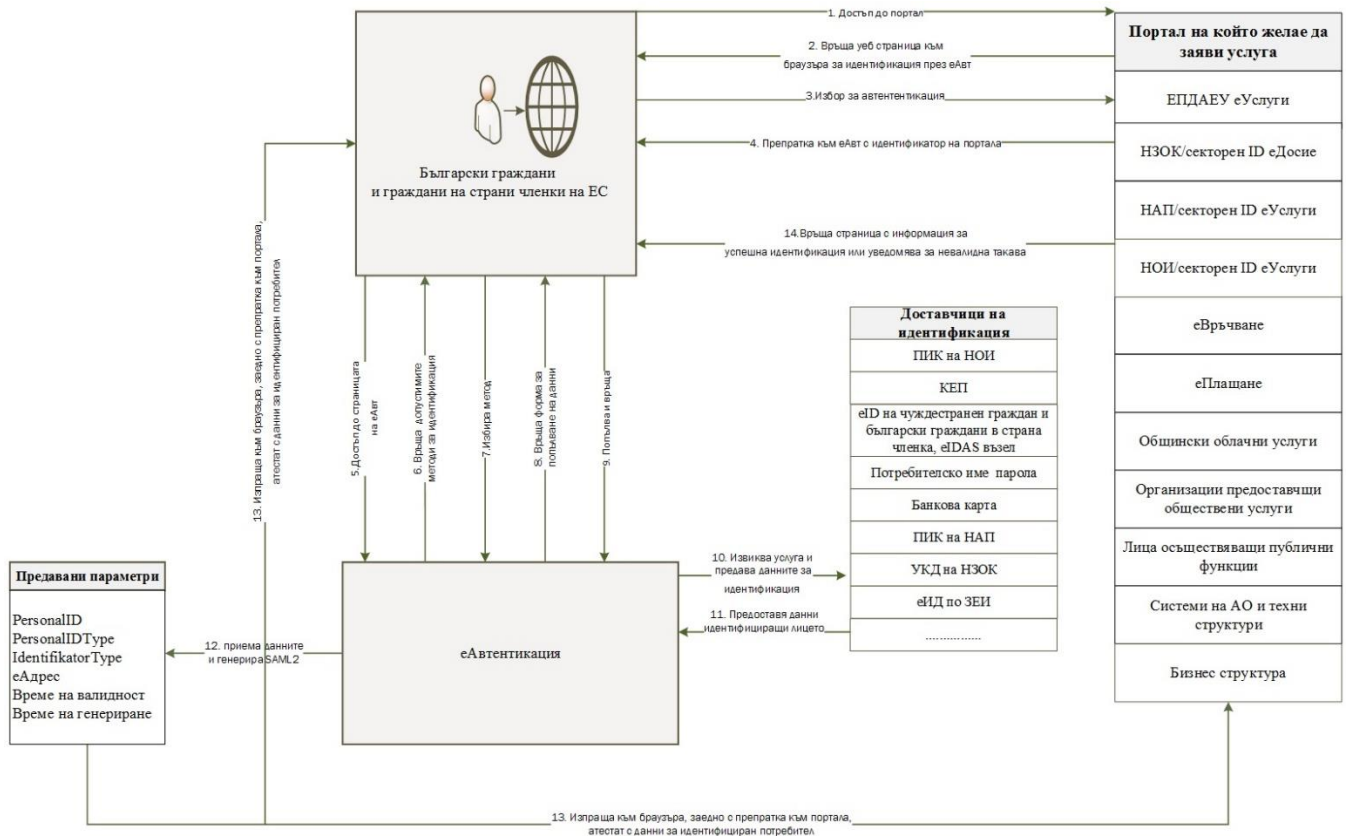 1. Достъп до портал
2. Връща уеб страница към
браузъра за идентификация през еАвт
3.Избор за автентентикация
4. Препратка към еАвт с идентификатор на портала
14.Връща страница с информация за
успешна идентификация или уведомява за невалидна такава
Български граждани
и граждани на страни членки на ЕС
Портал на който желае да
заяви услуга
ЕПДАЕУ еУслуги
НЗОК/секторен ID еДосие
НАП/секторен ID еУслуги
НОИ/секторен ID еУслуги
еВръчване
еПлащане
Общински облачни услуги
Организации предоставчщи
обществени услуги
Лица осъществяващи публични
функции
Системи на АО и техни
структури
Бизнес структура
13. Изпраща към браузъра, заедно с препратка към портала,
атестат с данни за идентифициран потребител
5.Достъп до страницата
на еАвт
6. Връща допустимите
методи за идентификация
7.Избира метод
8. Връща форма за
попълване на данни
9. Попълва и връща
Доставчици на
идентификация
ПИК на НОИ
КЕП
eID на чуждестранен граждан и
български граждани в страна
членка, eIDAS възел
Потребителско име парола
Банкова карта
ПИК на НАП
УКД на НЗОК
еИД по ЗЕИ
...............
10. Извиква услуга и
предава данните за
идентификация
11. Предоставя данни
идентифициращи лицето
еАвтентикация
12. приема данните
и генерира SAML2
Предавани параметри
PersonalID
PersonalIDType
IdentifikatorType
еАдрес
Време на валидност
Време на генериране
13. Изпраща към браузъра, заедно с препратка към портала,
атестат с данни за идентифициран потребител